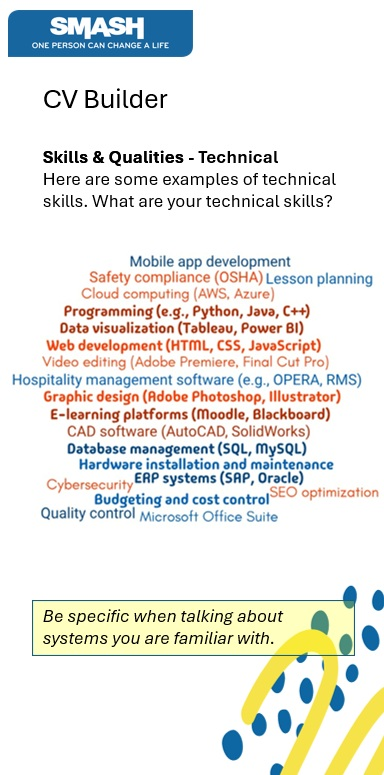 SMASH
ONE PERSON CAN CHANGE A LIFE
CV Builder
Skills & Qualities - Technical
Here are some examples of technical
skills. What are your technical skills?
Mobile app development
Safety compliance (OSHA) Lesson planning
Cloud computing (AWS, Azure)
Programming (e.g., Python, Java, C++)
Data visualization (Tableau, Power BI)
Web development (HTML, CSS, JavaScript)
Video editing (Adobe Premiere, Final Cut Pro)
Hospitality management software (e.g., OPERA, RMS)
Graphic design (Adobe Photoshop, Illustrator)
E-learning platforms (Moodle, Blackboard)
CAD software (AutoCAD, SolidWorks)
Database management (SQL, MySQL)
Hardware installation and maintenance
Cybersecurity ERP systems (SAP, Oracle)
Budgeting and cost control SEO optimization
Quality control Microsoft Office Suite
Be specific when talking about
systems you are familiar with.